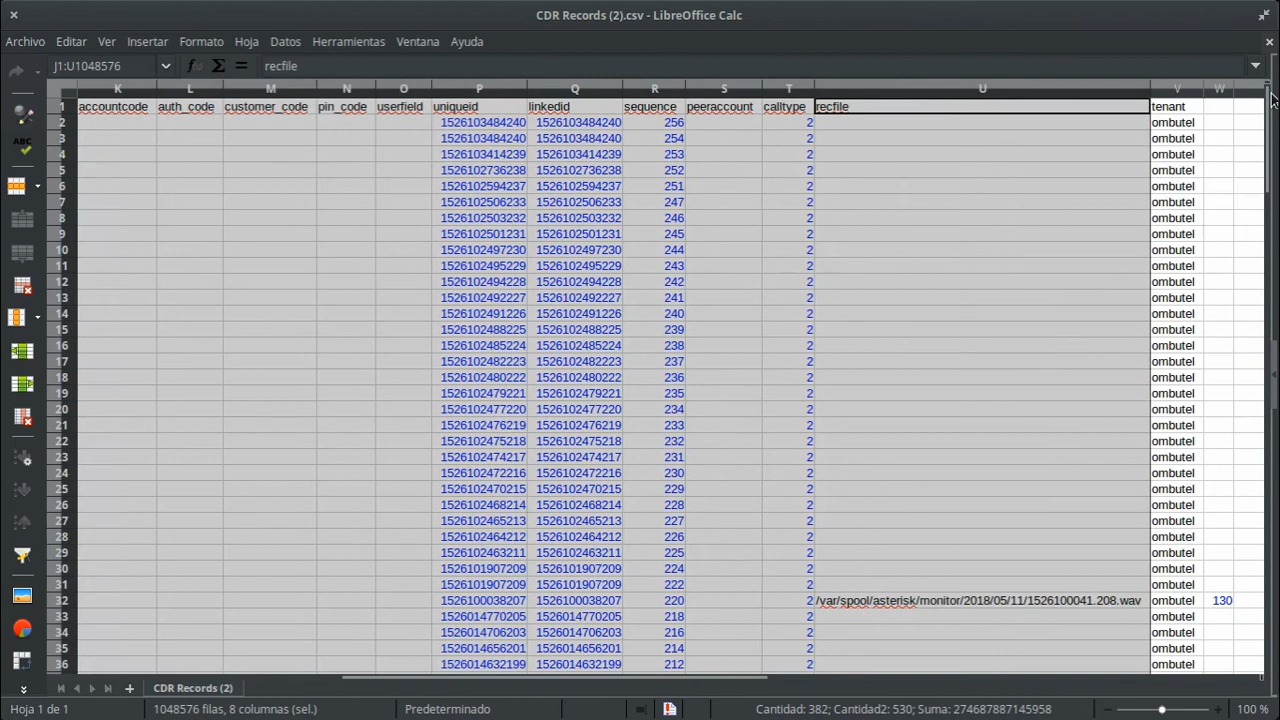 CDR Records (2).csv - LibreOffice Calc
Archivo Editar Ver Insertar Formato Hoja Datos Herramientas Ventana Ayuda
J1:U1048576 recfile
K L M N O P Q R S T U V W
1 accountcode auth_code customer_code pin_code userfield uniqueid linkedid sequence peeraccount calltype recfile tenant
2 1526103484240 1526103484240 256 2 ombutel
3 1526103484240 1526103484240 254 2 ombutel
4 1526103414239 1526103414239 253 2 ombutel
5 1526102736238 1526102736238 252 2 ombutel
6 1526102594237 1526102594237 251 2 ombutel
7 1526102506233 1526102506233 247 2 ombutel
8 1526102503232 1526102503232 246 2 ombutel
9 1526102501231 1526102501231 245 2 ombutel
10 1526102497230 1526102497230 244 2 ombutel
11 1526102495229 1526102495229 243 2 ombutel
12 1526102494228 1526102494228 242 2 ombutel
13 1526102492227 1526102492227 241 2 ombutel
14 1526102491226 1526102491226 240 2 ombutel
15 1526102488225 1526102488225 239 2 ombutel
16 1526102485224 1526102485224 238 2 ombutel
17 1526102482223 1526102482223 237 2 ombutel
18 1526102480222 1526102480222 236 2 ombutel
19 1526102479221 1526102479221 235 2 ombutel
20 1526102477220 1526102477220 234 2 ombutel
21 1526102476219 1526102476219 233 2 ombutel
22 1526102475218 1526102475218 232 2 ombutel
23 1526102474217 1526102474217 231 2 ombutel
24 1526102472216 1526102472216 230 2 ombutel
25 1526102470215 1526102470215 229 2 ombutel
26 1526102468214 1526102468214 228 2 ombutel
27 1526102465213 1526102465213 227 2 ombutel
28 1526102464212 1526102464212 226 2 ombutel
29 1526102463211 1526102463211 225 2 ombutel
30 1526101907209 1526101907209 224 2 ombutel
31 1526101907209 1526101907209 222 2 ombutel
32 1526100038207 1526100038207 220 2 /var/spool/asterisk/monitor/2018/05/11/1526100041.208.wav ombutel 130
33 1526014770205 1526014770205 218 2 ombutel
34 1526014706203 1526014706203 216 2 ombutel
35 1526014656201 1526014656201 214 2 ombutel
36 1526014632199 1526014632199 212 2 ombutel
CDR Records (2)
Hoja 1 de 1 1048576 filas, 8 columnas (sel.) Predeterminado Cantidad: 382; Cantidad2: 530; Suma: 274687887145958 100 %